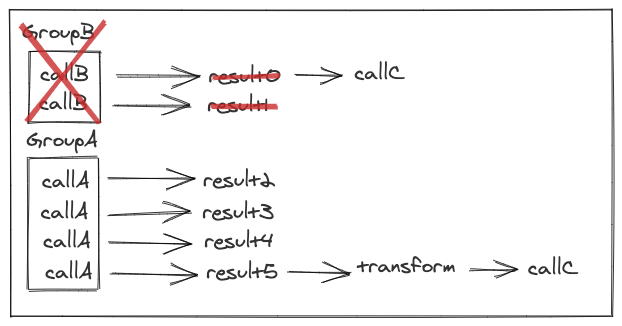 GroupB
callB result0 callC
callB result1
GroupA
callA result2
callA result3
callA result4
callA result5 transform callC